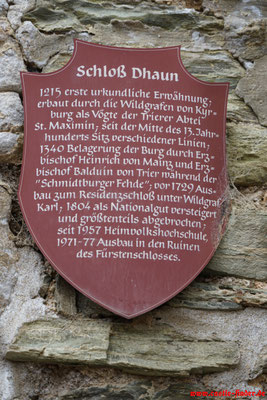 Schloß Dhaun
1215 erste urkundliche Erwähnung;
erbaut durch die Wildgrafen von Kyr-
burg als Vögte der Trierer Abtei
St. Maximin; Seit der Mitte des 13. Jahr-
hunderts Sitz verschiedener Linien;
1340 Belagerung der Burg durch Erz-
bischof Heinrich von Mainz und Erz-
bischof Balduin von Trier während der
"Schmidtburger Fehde"; vor 1729 Aus-
bau zum Residenzschloß unter Wildgraf
Karl; 1804 als Nationalgut versteigert
und größtenteils abgebrochen;
seit 1957 Heimvolkshochschule,
1971-77 Ausbau in den Ruinen
des Fürstenschlosses.